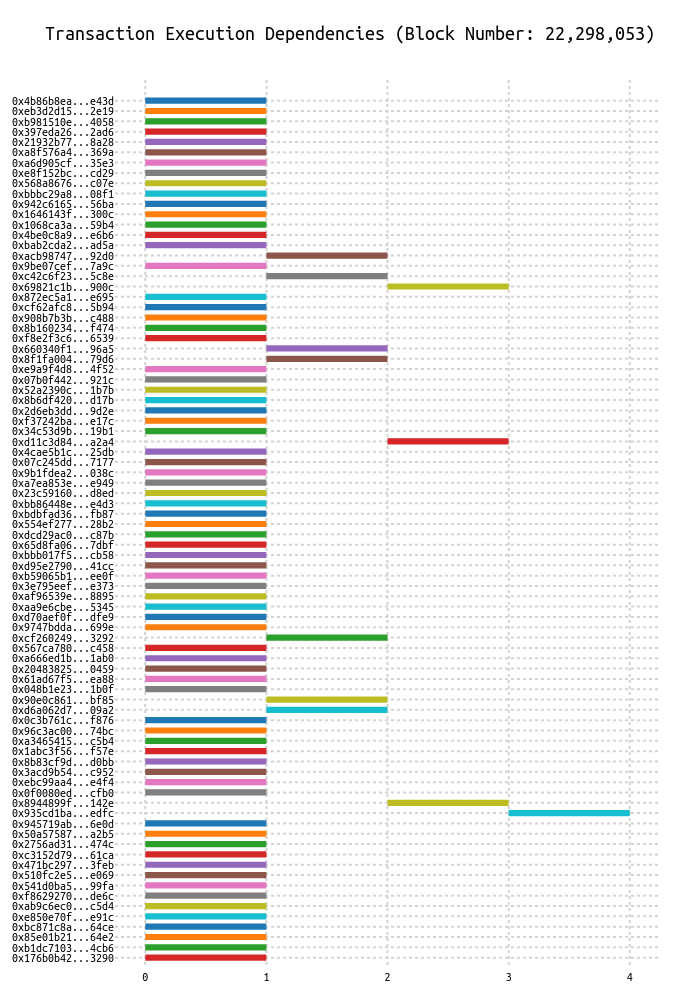 Transaction Execution Dependencies (Block Number: 22,298,053)
0x4b86b8ea...e43d
0xeb3d2d15...2e19
0xb981510e...4058
0x397eda26...2ad6
0x21932b77...8a28
0xa8f576a4...369a
0xa6d905cf...35e3
0xe8f152bc...cd29
0x568a8676...c07e
0xbbbc29a8...08f1
0x942c6165...56ba
0x1646143f...300c
0x1068ca3a...59b4
0x4be0c8a9...e6b6
0xbab2cda2...ad5a
0xacb98747...92d0
0x9be07cef...7a9c
0xc42c6f23...5c8e
0x69821c1b...900c
0x872ec5a1...e695
0xcf62afc8...5b94
0x908b7b3b...c488
0x8b160234...f474
0xf8e2f3c6...6539
0x660340f1...96a5
0x8f1fa004...79d6
0xe9a9f4d8...4f52
0x07b0f442...921c
0x52a2390c...1b7b
0x8b6df420...d17b
0x2d6eb3dd...9d2e
0xf37242ba...e17c
0x34c53d9b...19b1
0xd11c3d84...a2a4
0x4cae5b1c...25db
0x07c245dd...7177
0x9b1fdea2...038c
0xa7ea853e...e949
0x23c59160...d8ed
0xbb86448e...e4d3
0xbdbfad36...fb87
0x554ef277...28b2
0xdcd29ac0...c87b
0x65d8fa06...7dbf
0xbbb017f5...cb58
0xd95e2790...41cc
0xb59065b1...ee0f
0x3e795eef...e373
0xaf96539e...8895
0xaa9e6cbe...5345
0xd70aef0f...dfe9
0x9747bdda...699e
0xcf260249...3292
0x567ca780...c458
0xa666ed1b...1ab0
0x20483825...0459
0x61ad67f5...ea88
0x048b1e23...1b0f
0x90e0c861...bf85
0xd6a062d7...09a2
0x0c3b761c...f876
0x96c3ac00...74bc
0xa3465415...c5b4
0x1abc3f56...f57e
0x8b83cf9d...d0bb
0x3acd9b54...c952
0xebc99aa4...e4f4
0x0f0080ed...cfb0
0x8944899f...142e
0x935cd1ba...edfc
0x945719ab...6e0d
0x50a57587...a2b5
0x2756ad31...474c
0xc3152d79...61ca
0x471bc297...3feb
0x510fc2e5...e069
0x541d0ba5...99fa
0xf8629270...de6c
0xab9c6ec0...c5d4
0xe850e70f...e91c
0xbc871c8a...64ce
0x85e01b21...64e2
0xb1dc7103...4cb6
0x176b0b42...3290
0 1 2 3 4